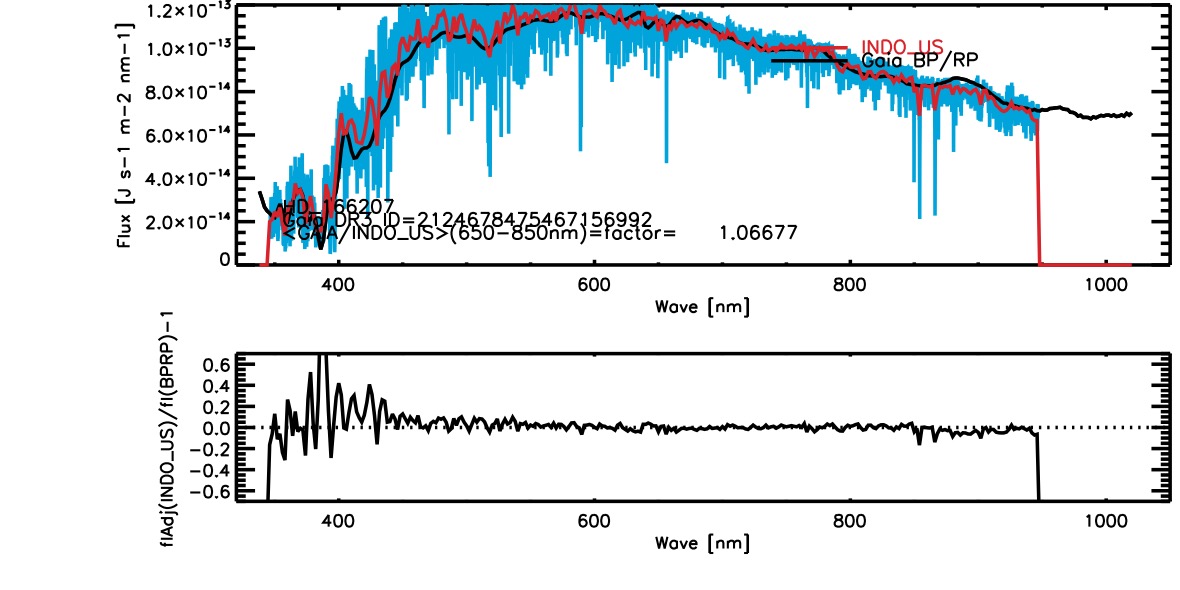 1.2×10⁻¹³
1.0×10⁻¹³
8.0×10⁻¹⁴
6.0×10⁻¹⁴
4.0×10⁻¹⁴
2.0×10⁻¹⁴
0
Flux [J s−1 m−2 nm−1]
INDO_US
Gaia BP/RP
HD_166207
Gaia DR3 ID=2124678475467156992
<GAIA/INDO_US>(650−850nm)=factor= 1.06677
400 600 800 1000
Wave [nm]
0.6
0.4
0.2
0.0
−0.2
−0.4
−0.6
flAdj(INDO_US)/fl(BPRP)−1
400 600 800 1000
Wave [nm]